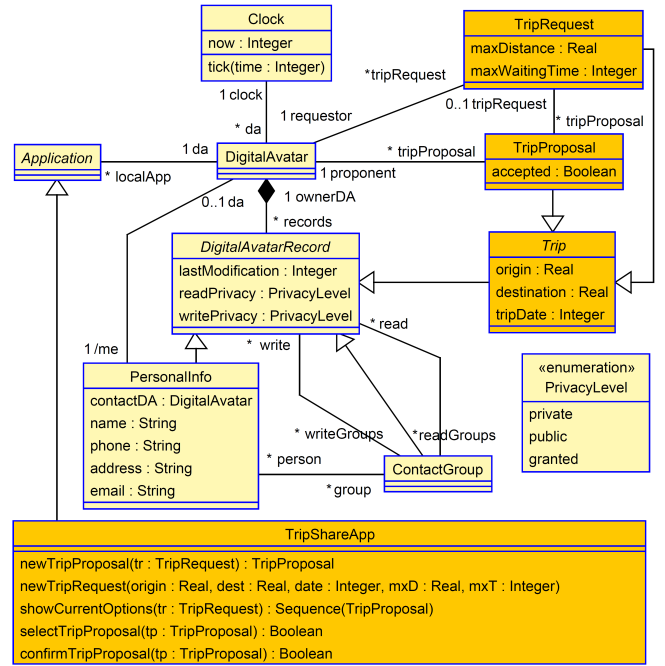 Clock
now : Integer
tick(time : Integer)
1 clock
* da
TripRequest
maxDistance : Real
maxWaitingTime : Integer
*tripRequest
1 requestor
0..1 tripRequest
* tripProposal
Application
1 da
* localApp
DigitalAvatar
* tripProposal
1 proponent
TripProposal
accepted : Boolean
0..1 da
1 ownerDA
* records
DigitalAvatarRecord
lastModification : Integer
readPrivacy : PrivacyLevel
writePrivacy : PrivacyLevel
Trip
origin : Real
destination : Real
tripDate : Integer
1 /me
* write
* read
PersonalInfo
contactDA : DigitalAvatar
name : String
phone : String
address : String
email : String
* writeGroups
*readGroups
* person
*group
ContactGroup
«enumeration»
PrivacyLevel
private
public
granted
TripShareApp
newTripProposal(tr : TripRequest) : TripProposal
newTripRequest(origin : Real, dest : Real, date : Integer, mxD : Real, mxT : Integer)
showCurrentOptions(tr : TripRequest) : Sequence(TripProposal)
selectTripProposal(tp : TripProposal) : Boolean
confirmTripProposal(tp : TripProposal) : Boolean